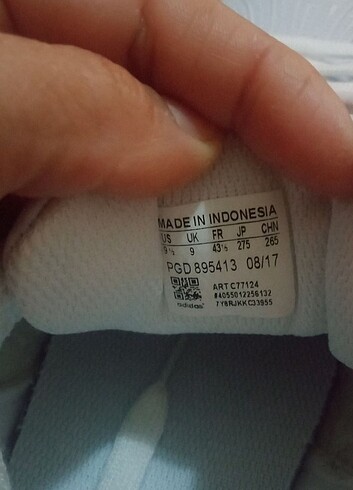 MADE IN INDONESIA
US UK FR JP CHN
9½ 9 43⅓ 275 265
PGD 895413 08/17
ART C77124
#4055012256132
adidas